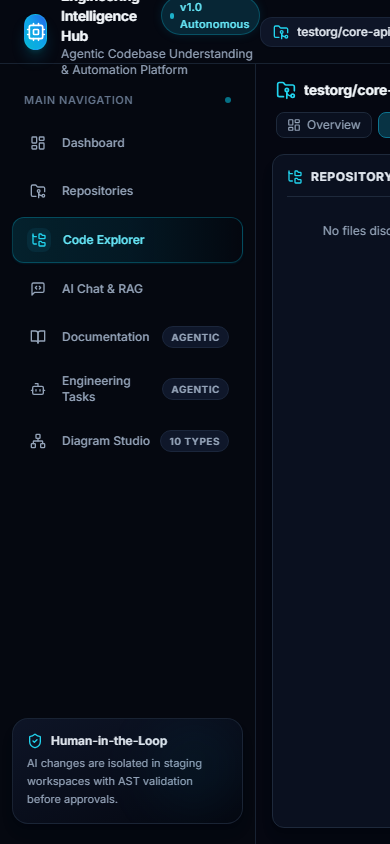 Engineering
Intelligence
Hub
v1.0
Autonomous
Agentic Codebase Understanding
& Automation Platform
testorg/core-api
MAIN NAVIGATION
Dashboard
Repositories
Code Explorer
AI Chat & RAG
Documentation AGENTIC
Engineering
Tasks AGENTIC
Diagram Studio 10 TYPES
Human-in-the-Loop
AI changes are isolated in staging
workspaces with AST validation
before approvals.
testorg/core-
Overview
REPOSITORY
No files disc